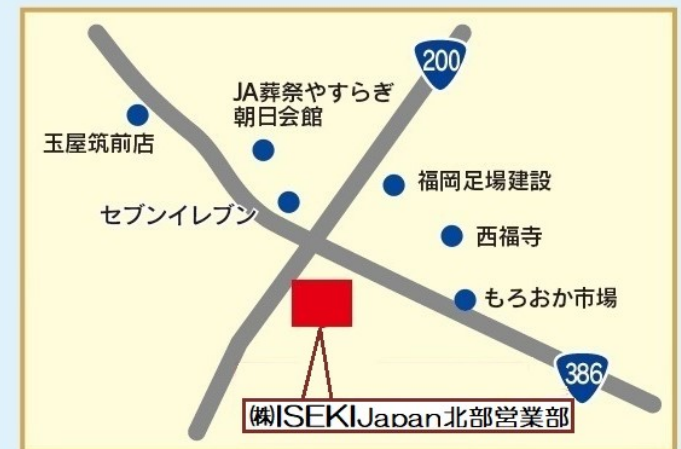 200
JA葬祭やすらぎ
朝日会館
玉屋筑前店
福岡足場建設
セブンイレブン
西福寺
もろおか市場
386
㈱ISEKIJapan北部営業部